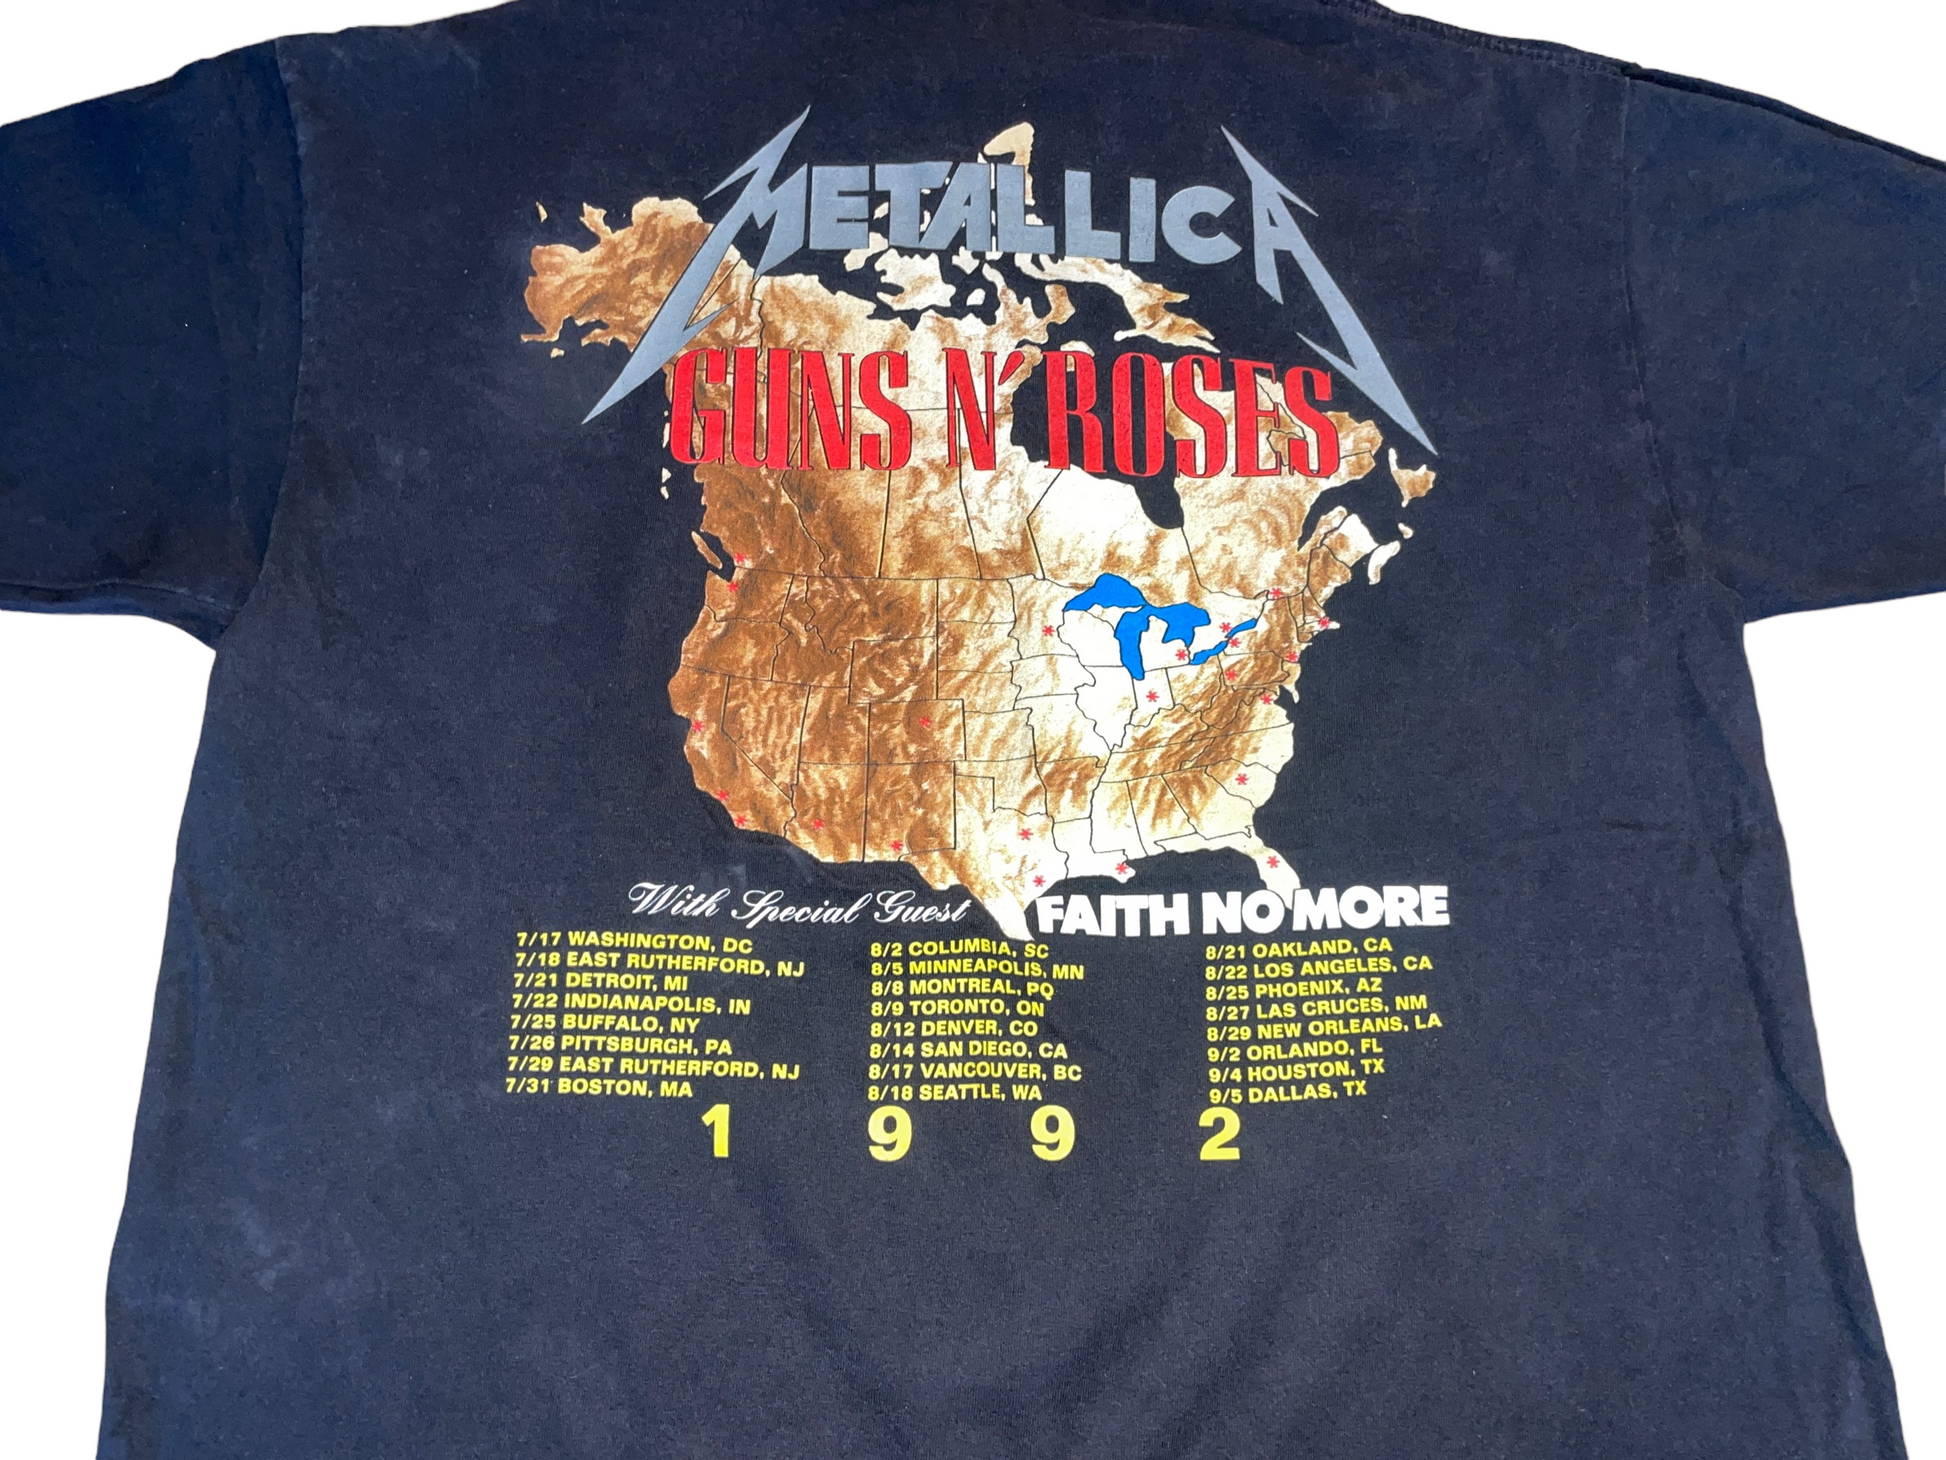 METALLICA
GUNS N' ROSES
With Special Guest FAITH NO MORE
7/17 WASHINGTON, DC
7/18 EAST RUTHERFORD, NJ
7/21 DETROIT, MI
7/22 INDIANAPOLIS, IN
7/25 BUFFALO, NY
7/26 PITTSBURGH, PA
7/29 EAST RUTHERFORD, NJ
7/31 BOSTON, MA
8/2 COLUMBIA, SC
8/5 MINNEAPOLIS, MN
8/8 MONTREAL, PQ
8/9 TORONTO, ON
8/12 DENVER, CO
8/14 SAN DIEGO, CA
8/17 VANCOUVER, BC
8/18 SEATTLE, WA
8/21 OAKLAND, CA
8/22 LOS ANGELES, CA
8/25 PHOENIX, AZ
8/27 LAS CRUCES, NM
8/29 NEW ORLEANS, LA
9/2 ORLANDO, FL
9/4 HOUSTON, TX
9/5 DALLAS, TX
1 9 9 2